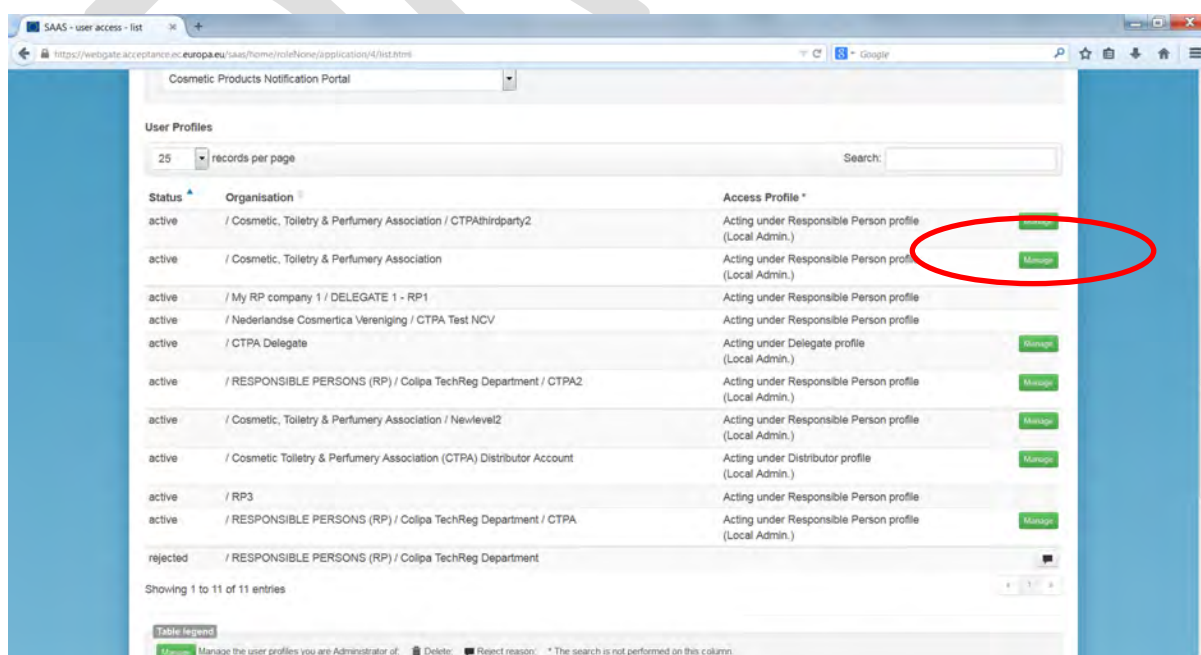 SAAS - user access - list × +
https://webgate.acceptance.ec.europa.eu/saas/home/roleNone/application/4/list.html Google
Cosmetic Products Notification Portal
User Profiles
25 records per page Search:
Status Organisation Access Profile *
active / Cosmetic, Toiletry & Perfumery Association / CTPAthirdparty2 Acting under Responsible Person profile Manage
(Local Admin.)
active / Cosmetic, Toiletry & Perfumery Association Acting under Responsible Person profile Manage
(Local Admin.)
active / My RP company 1 / DELEGATE 1 - RP1 Acting under Responsible Person profile
active / Nederlandse Cosmertica Vereniging / CTPA Test NCV Acting under Responsible Person profile
active / CTPA Delegate Acting under Delegate profile Manage
(Local Admin.)
active / RESPONSIBLE PERSONS (RP) / Colipa TechReg Department / CTPA2 Acting under Responsible Person profile Manage
(Local Admin.)
active / Cosmetic, Toiletry & Perfumery Association / Newlevel2 Acting under Responsible Person profile Manage
(Local Admin.)
active / Cosmetic Toiletry & Perfumery Association (CTPA) Distributor Account Acting under Distributor profile Manage
(Local Admin.)
active / RP3 Acting under Responsible Person profile
active / RESPONSIBLE PERSONS (RP) / Colipa TechReg Department / CTPA Acting under Responsible Person profile Manage
(Local Admin.)
rejected / RESPONSIBLE PERSONS (RP) / Colipa TechReg Department
Showing 1 to 11 of 11 entries 1
Table legend
Manage Manage the user profiles you are Administrator of: Delete: Reject reason: * The search is not performed on this column.